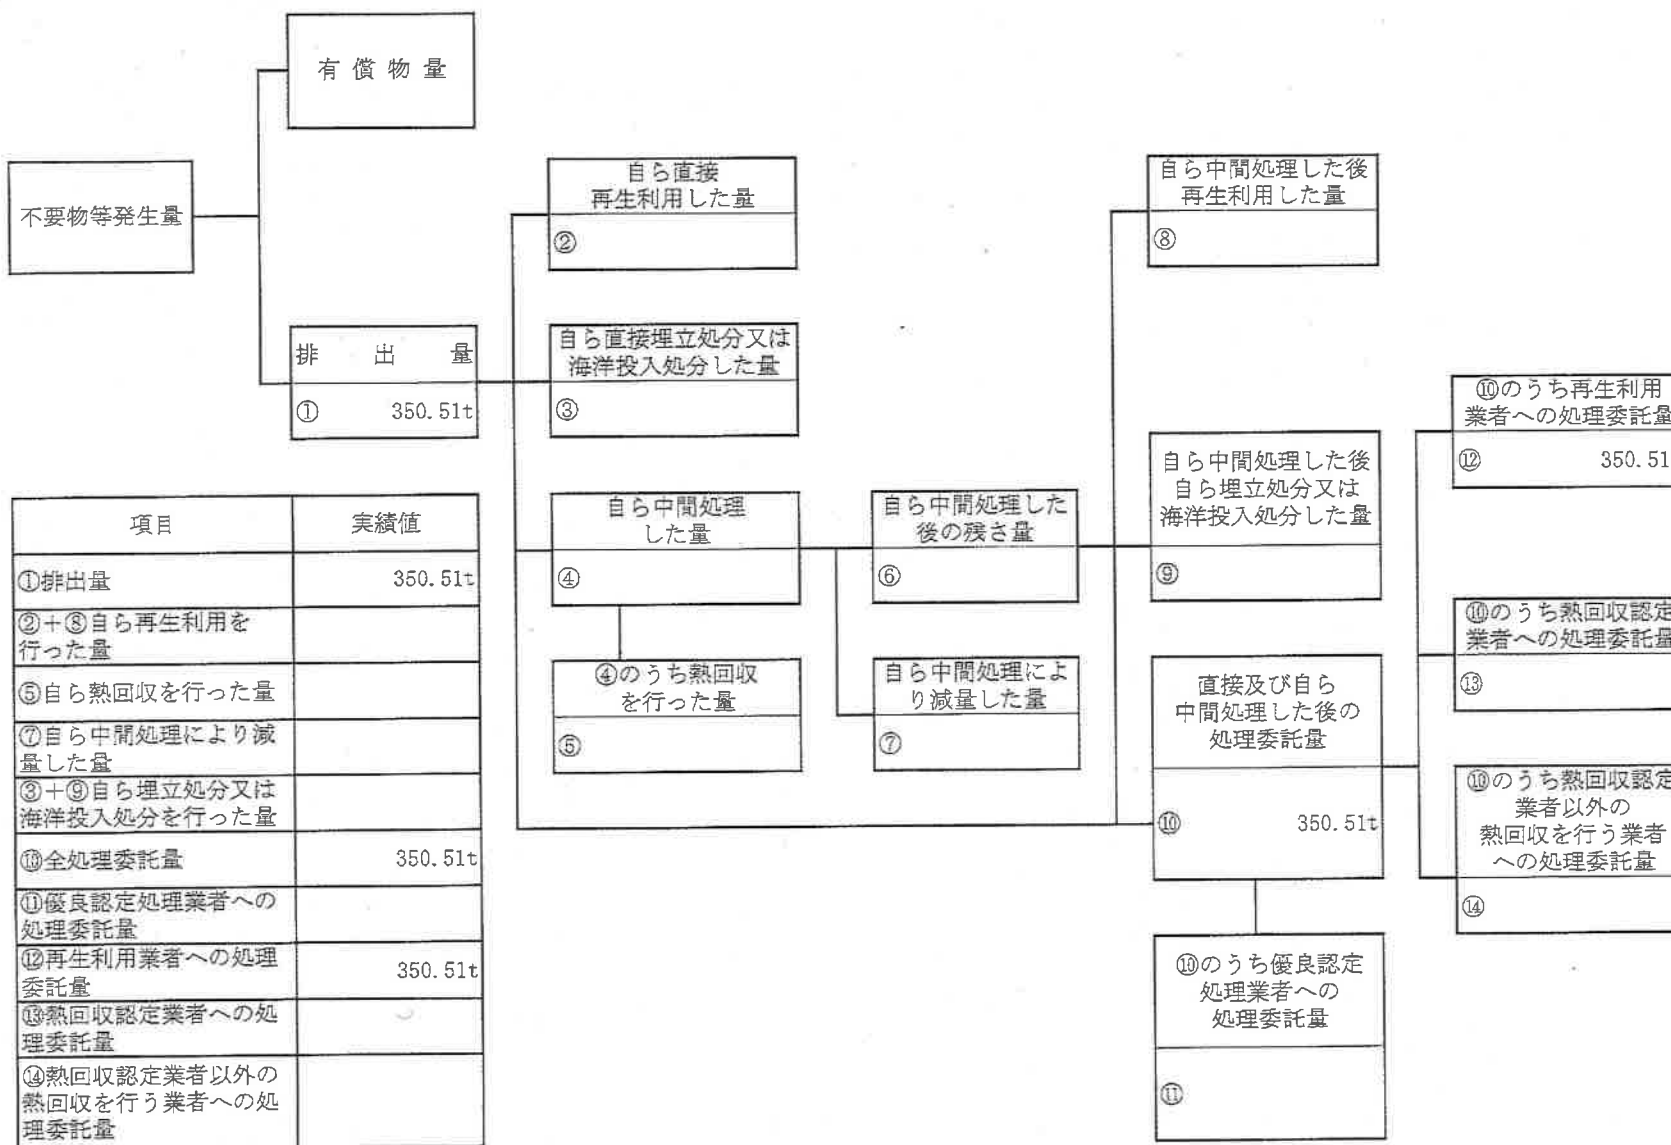 有償物量
不要物等発生量
排出量
① 350.51t
自ら直接
再生利用した量
②
自ら直接埋立処分又は
海洋投入処分した量
③
自ら中間処理
した量
④
④のうち熱回収
を行った量
⑤
自ら中間処理した
後の残さ量
⑥
自ら中間処理によ
り減量した量
⑦
自ら中間処理した後
再生利用した量
⑧
自ら中間処理した後
自ら埋立処分又は
海洋投入処分した量
⑨
直接及び自ら
中間処理した後の
処理委託量
⑩ 350.51t
⑩のうち優良認定
処理業者への
処理委託量
⑪
⑩のうち再生利用
業者への処理委託量
⑫ 350.51
⑩のうち熱回収認定
業者への処理委託量
⑬
⑩のうち熱回収認定
業者以外の
熱回収を行う業者
への処理委託量
⑭
項目 実績値
①排出量 350.51t
②+⑧自ら再生利用を
行った量
⑤自ら熱回収を行った量
⑦自ら中間処理により減
量した量
③+⑨自ら埋立処分又は
海洋投入処分を行った量
⑩全処理委託量 350.51t
⑪優良認定処理業者への
処理委託量
⑫再生利用業者への処理
委託量 350.51t
⑬熱回収認定業者への処
理委託量
⑭熱回収認定業者以外の
熱回収を行う業者への処
理委託量